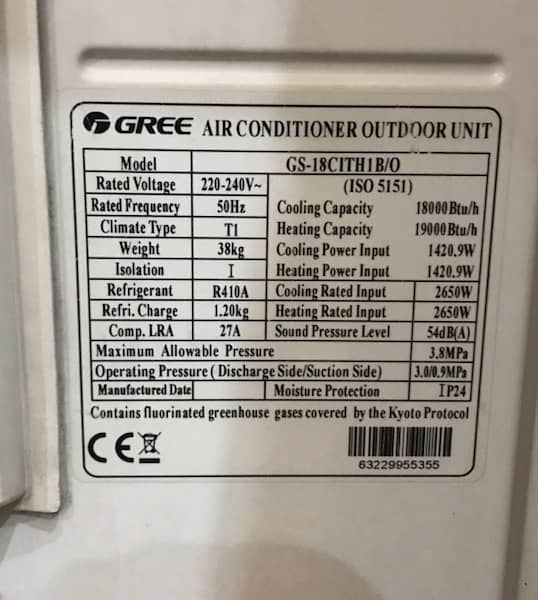 GREE AIR CONDITIONER OUTDOOR UNIT
Model GS-18CITH1B/O
Rated Voltage 220-240V~ (ISO 5151)
Rated Frequency 50Hz Cooling Capacity 18000Btu/h
Climate Type T1 Heating Capacity 19000Btu/h
Weight 38kg Cooling Power Input 1420.9W
Isolation I Heating Power Input 1420.9W
Refrigerant R410A Cooling Rated Input 2650W
Refri. Charge 1.20kg Heating Rated Input 2650W
Comp. LRA 27A Sound Pressure Level 54dB(A)
Maximum Allowable Pressure 3.8MPa
Operating Pressure ( Discharge Side/Suction Side) 3.0/0.9MPa
Manufactured Date Moisture Protection IP24
Contains fluorinated greenhouse gases covered by the Kyoto Protocol
CE
63229955355